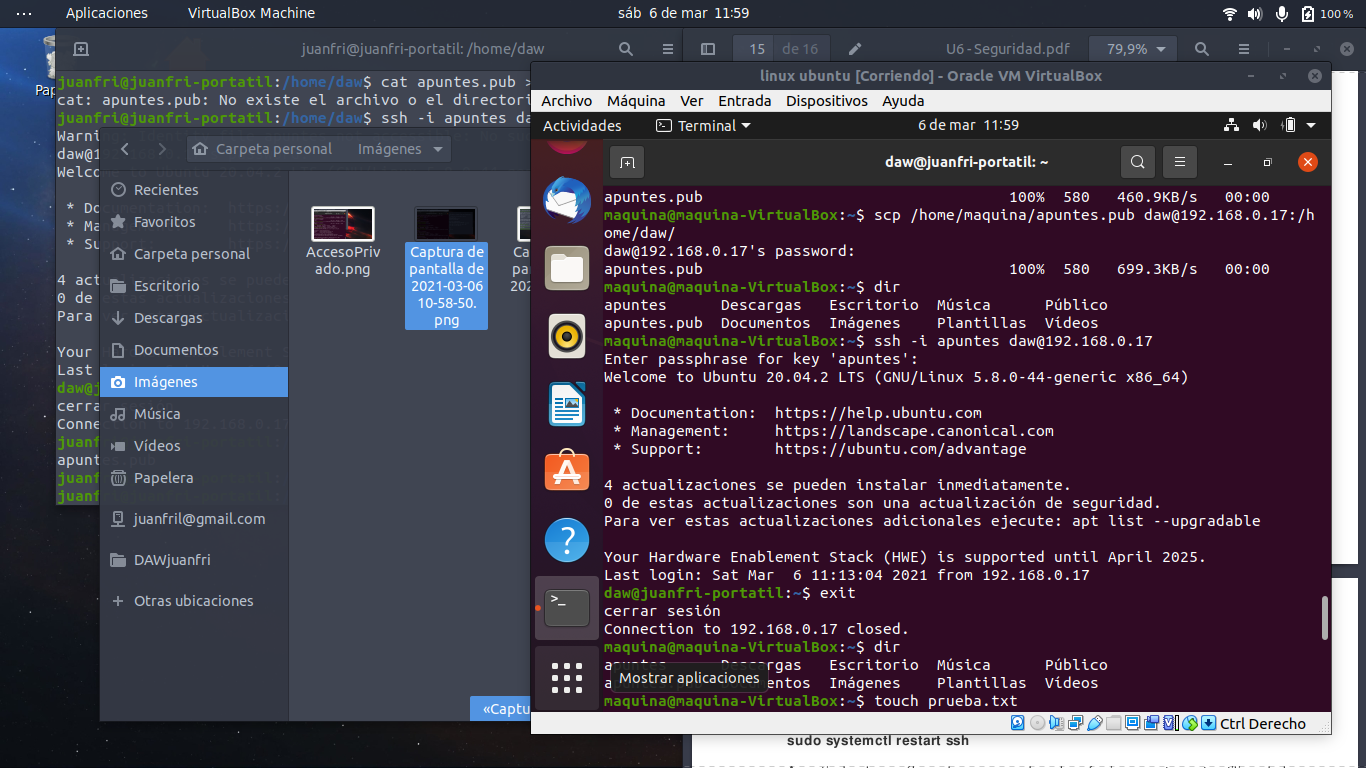 Aplicaciones VirtualBox Machine sáb 6 de mar 11:59 100 %
juanfri@juanfri-portatil: /home/daw
15 de 16 U6 - Seguridad.pdf 79,9%
juanfri@juanfri-portatil:/home/daw$ cat apuntes.pub >
cat: apuntes.pub: No existe el archivo o el directori
juanfri@juanfri-portatil:/home/daw$ ssh -i apuntes da
Warni
daw@1
Welco
* Do
* Ma
* Su
4 act
0 de estas actualizaciones
Para
Your
Last
daw@j
cerra
Conne
juanf
apunt
juanf
juanf
Carpeta personal Imágenes
Recientes
Favoritos
Carpeta personal
Escritorio
Descargas
Documentos
Imágenes
Música
Vídeos
Papelera
juanfril@gmail.com
DAWjuanfri
Otras ubicaciones
AccesoPriv
ado.png
Captura de
pantalla de
2021-03-06
10-58-50.
png
«Captu
linux ubuntu [Corriendo] - Oracle VM VirtualBox
Archivo Máquina Ver Entrada Dispositivos Ayuda
Actividades Terminal 6 de mar 11:59
daw@juanfri-portatil: ~
apuntes.pub 100% 580 460.9KB/s 00:00
maquina@maquina-VirtualBox:~$ scp /home/maquina/apuntes.pub daw@192.168.0.17:/h
ome/daw/
daw@192.168.0.17's password:
apuntes.pub 100% 580 699.3KB/s 00:00
maquina@maquina-VirtualBox:~$ dir
apuntes Descargas Escritorio Música Público
apuntes.pub Documentos Imágenes Plantillas Vídeos
maquina@maquina-VirtualBox:~$ ssh -i apuntes daw@192.168.0.17
Enter passphrase for key 'apuntes':
Welcome to Ubuntu 20.04.2 LTS (GNU/Linux 5.8.0-44-generic x86_64)
* Documentation: https://help.ubuntu.com
* Management: https://landscape.canonical.com
* Support: https://ubuntu.com/advantage
4 actualizaciones se pueden instalar inmediatamente.
0 de estas actualizaciones son una actualización de seguridad.
Para ver estas actualizaciones adicionales ejecute: apt list --upgradable
Your Hardware Enablement Stack (HWE) is supported until April 2025.
Last login: Sat Mar 6 11:13:04 2021 from 192.168.0.17
daw@juanfri-portatil:~$ exit
cerrar sesión
Connection to 192.168.0.17 closed.
maquina@maquina-VirtualBox:~$ dir
apuntes Descargas Escritorio Música Público
Imágenes Plantillas Vídeos
Mostrar aplicaciones
maquina@maquina-VirtualBox:~$ touch prueba.txt
Ctrl Derecho
sudo systemctl restart ssh